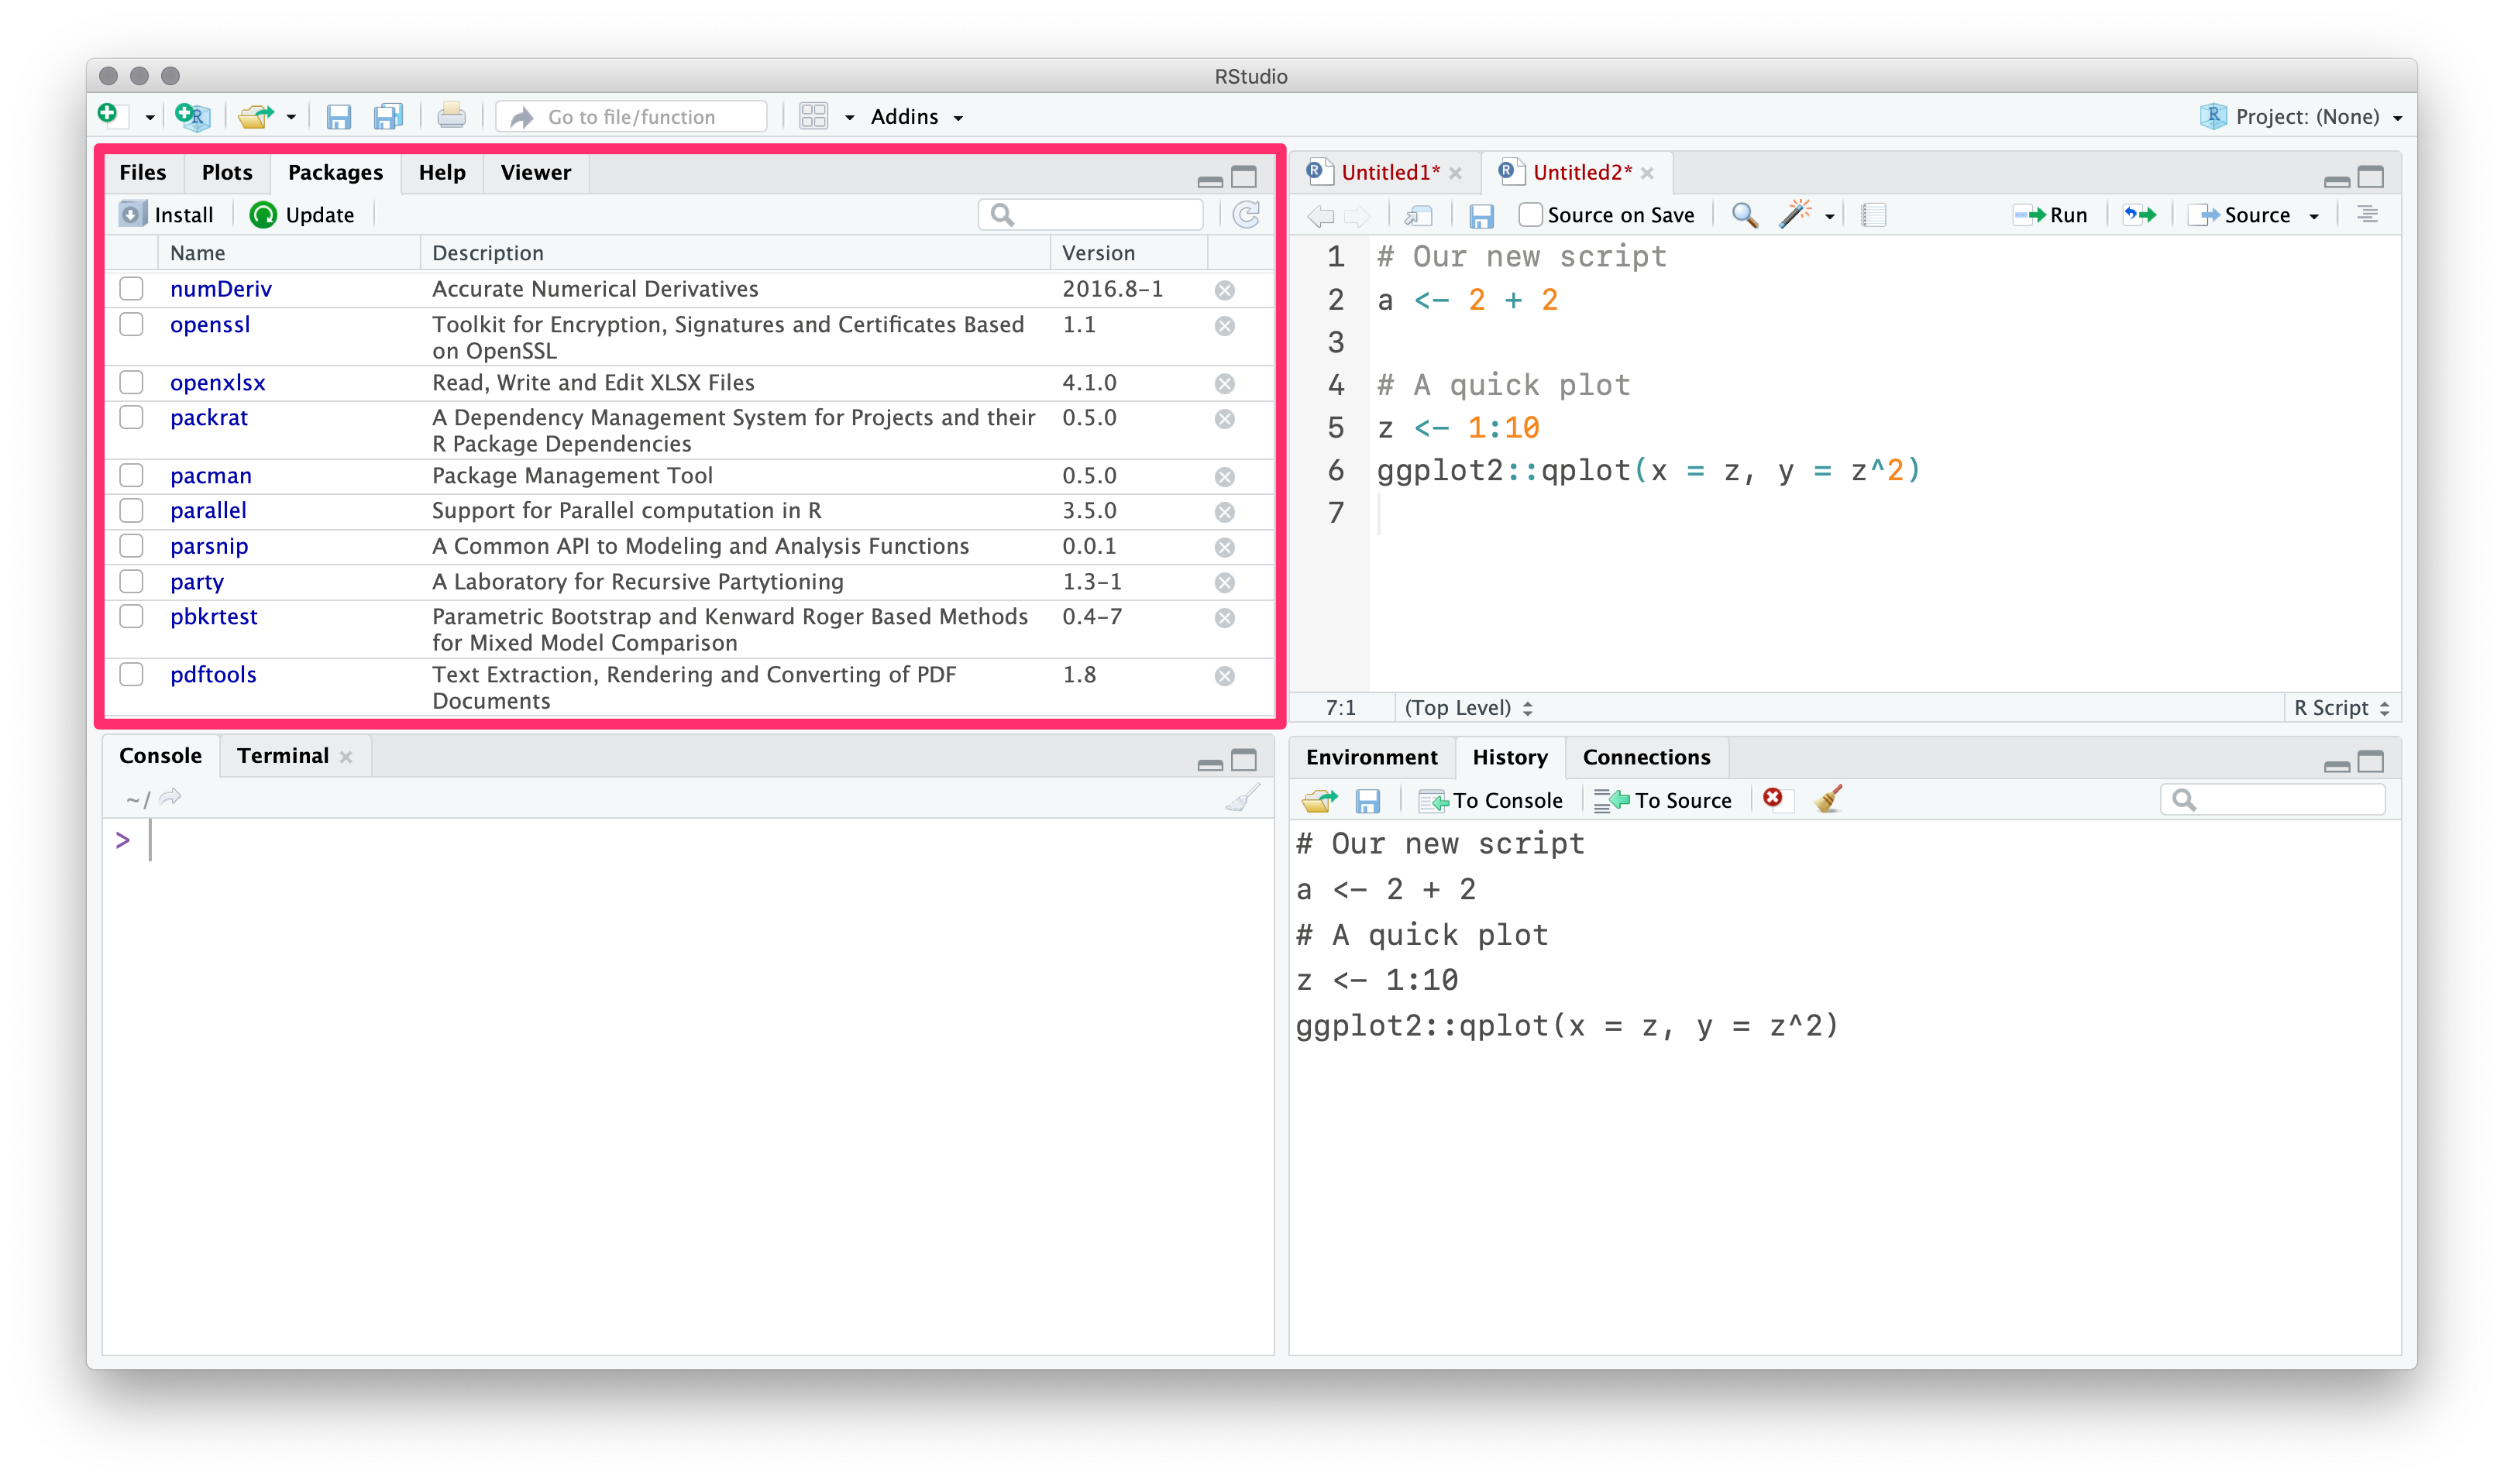 RStudio
Go to file/function
Addins
Project: (None)
Files Plots Packages Help Viewer
Install Update
Name Description Version
numDeriv Accurate Numerical Derivatives 2016.8-1
openssl Toolkit for Encryption, Signatures and Certificates Based 1.1
on OpenSSL
openxlsx Read, Write and Edit XLSX Files 4.1.0
packrat A Dependency Management System for Projects and their 0.5.0
R Package Dependencies
pacman Package Management Tool 0.5.0
parallel Support for Parallel computation in R 3.5.0
parsnip A Common API to Modeling and Analysis Functions 0.0.1
party A Laboratory for Recursive Partytioning 1.3-1
pbkrtest Parametric Bootstrap and Kenward Roger Based Methods 0.4-7
for Mixed Model Comparison
pdftools Text Extraction, Rendering and Converting of PDF 1.8
Documents
Untitled1* Untitled2*
Source on Save Run Source
1 # Our new script
2 a <- 2 + 2
3
4 # A quick plot
5 z <- 1:10
6 ggplot2::qplot(x = z, y = z^2)
7
7:1 (Top Level) R Script
Console Terminal
~/
>
Environment History Connections
To Console To Source
# Our new script
a <- 2 + 2
# A quick plot
z <- 1:10
ggplot2::qplot(x = z, y = z^2)